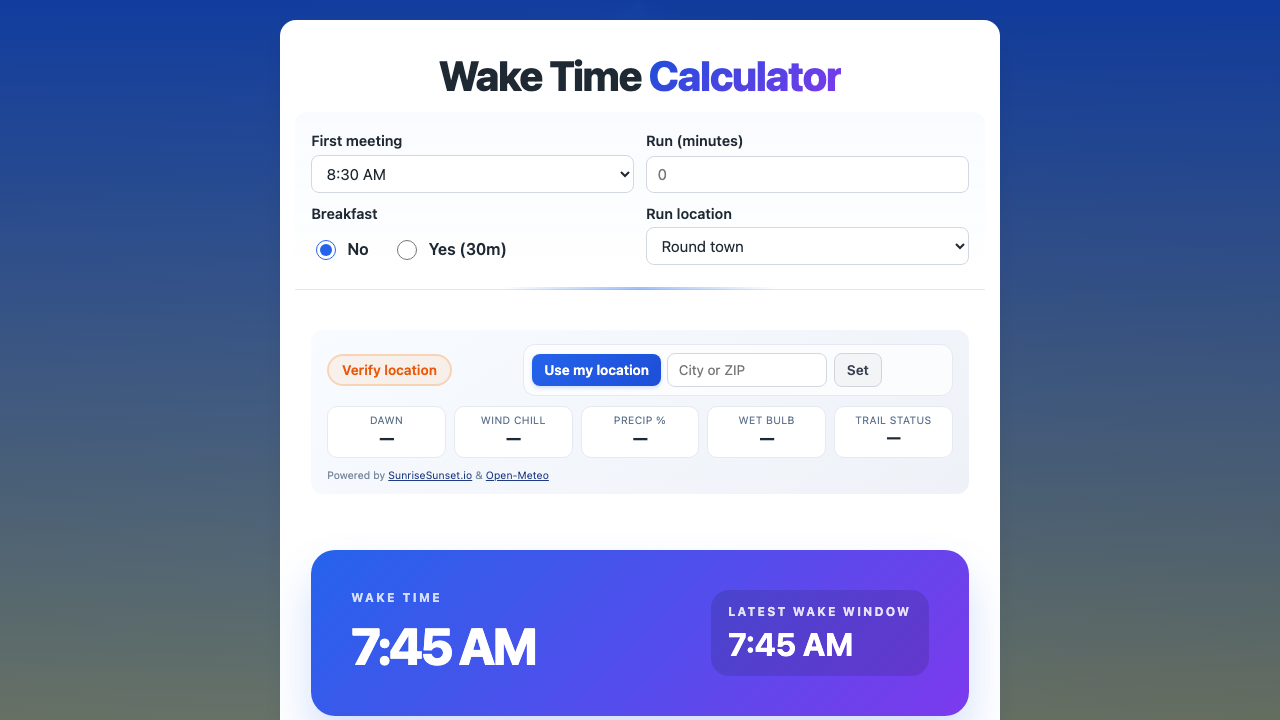 Wake Time Calculator
First meeting
8:30 AM
Run (minutes)
0
Breakfast
No
Yes (30m)
Run location
Round town
Verify location
Use my location
City or ZIP
Set
DAWN
—
WIND CHILL
—
PRECIP %
—
WET BULB
—
TRAIL STATUS
—
Powered by SunriseSunset.io & Open-Meteo
WAKE TIME
7:45 AM
LATEST WAKE WINDOW
7:45 AM